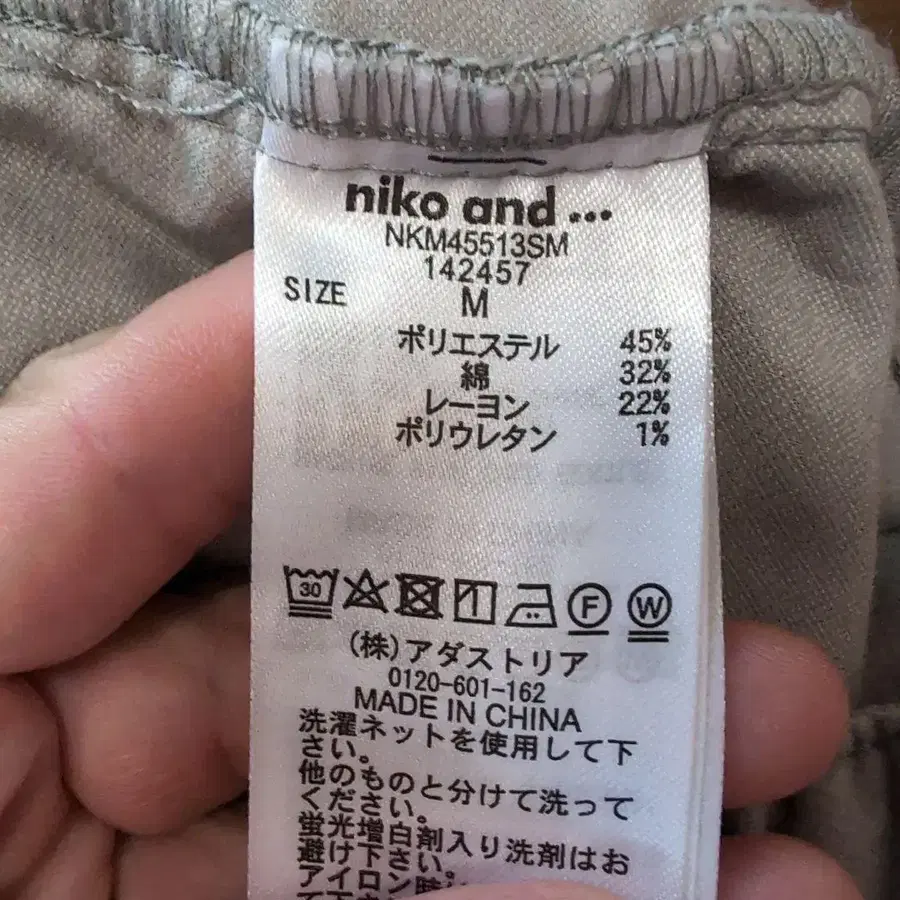 niko and ...
NKM45513SM
142457
SIZE M
ポリエステル 45%
綿 32%
レーヨン 22%
ポリウレタン 1%
30
F W
(株)アダストリア
0120-601-162
MADE IN CHINA
洗濯ネットを使用して下
さい。
他のものと分けて洗って
ください。
蛍光増白剤入り洗剤はお
避け下さい。
アイロン時